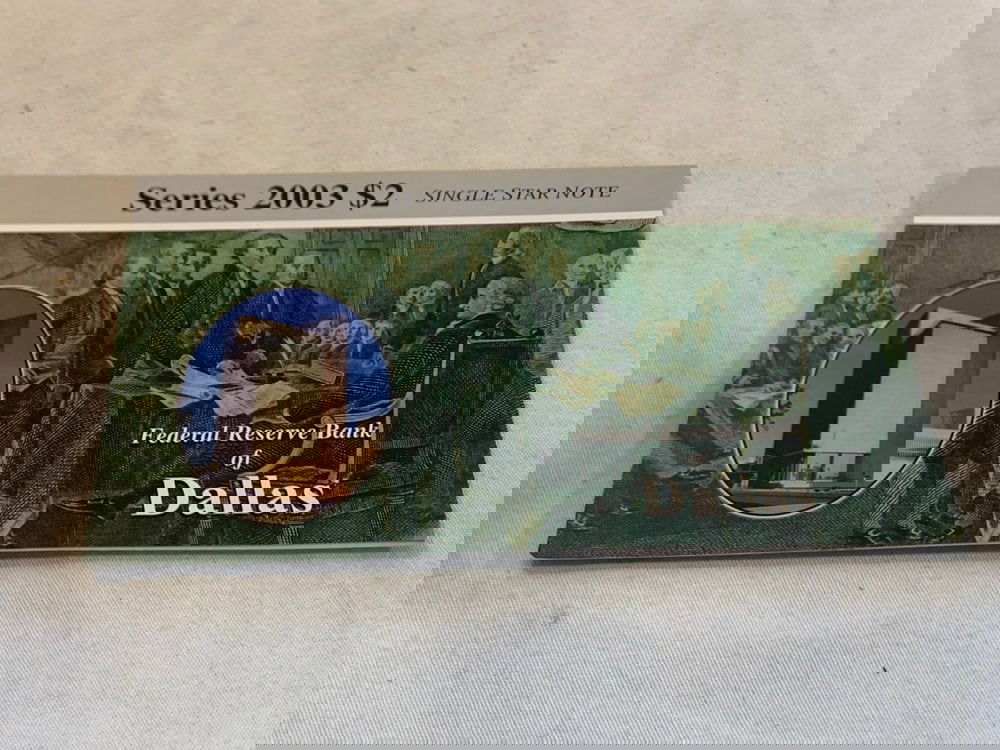 Series 2003 $2 SINGLE STAR NOTE
Federal Reserve Bank
of
Dallas